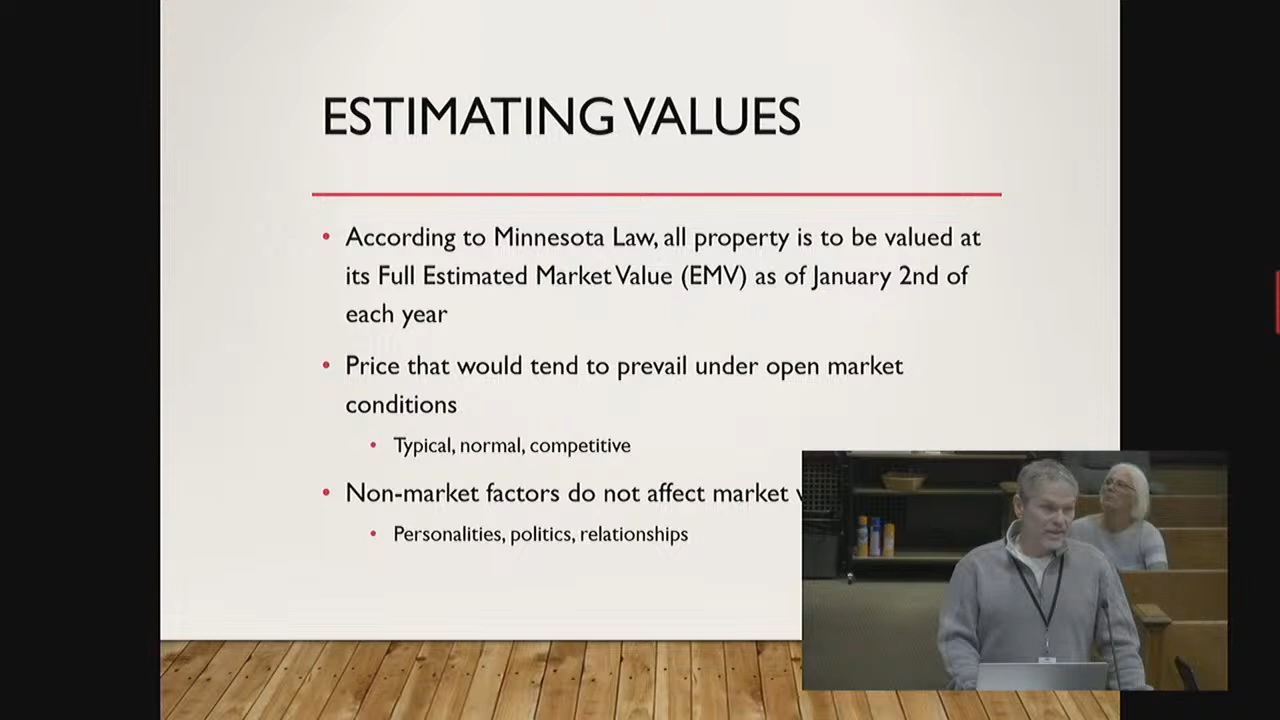 ESTIMATING VALUES
According to Minnesota Law, all property is to be valued at
its Full Estimated Market Value (EMV) as of January 2nd of
each year
Price that would tend to prevail under open market
conditions
Typical, normal, competitive
Non-market factors do not affect market
Personalities, politics, relationships